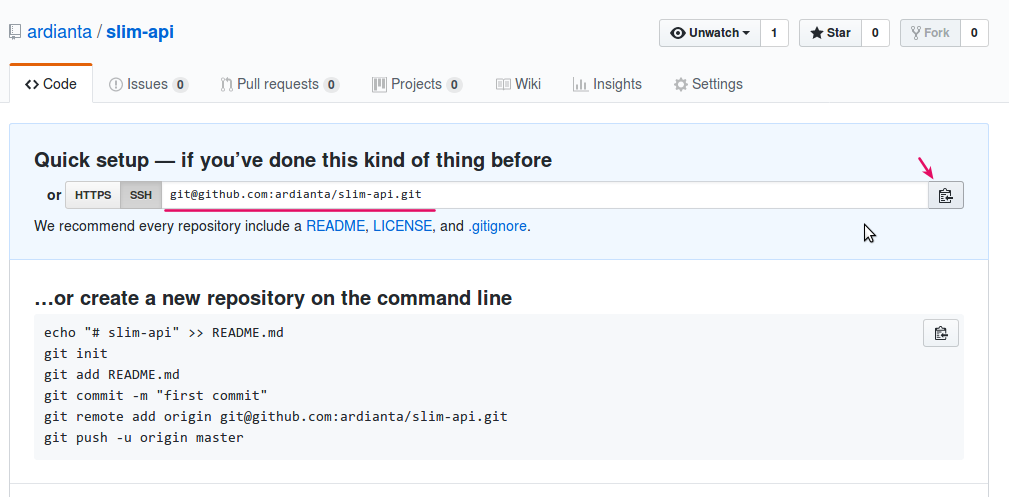 ardianta / slim-api
Unwatch 1 Star 0 Fork 0
Code Issues 0 Pull requests 0 Projects 0 Wiki Insights Settings
Quick setup — if you’ve done this kind of thing before
or HTTPS SSH git@github.com:ardianta/slim-api.git
We recommend every repository include a README, LICENSE, and .gitignore.
…or create a new repository on the command line
echo "# slim-api" >> README.md
git init
git add README.md
git commit -m "first commit"
git remote add origin git@github.com:ardianta/slim-api.git
git push -u origin master